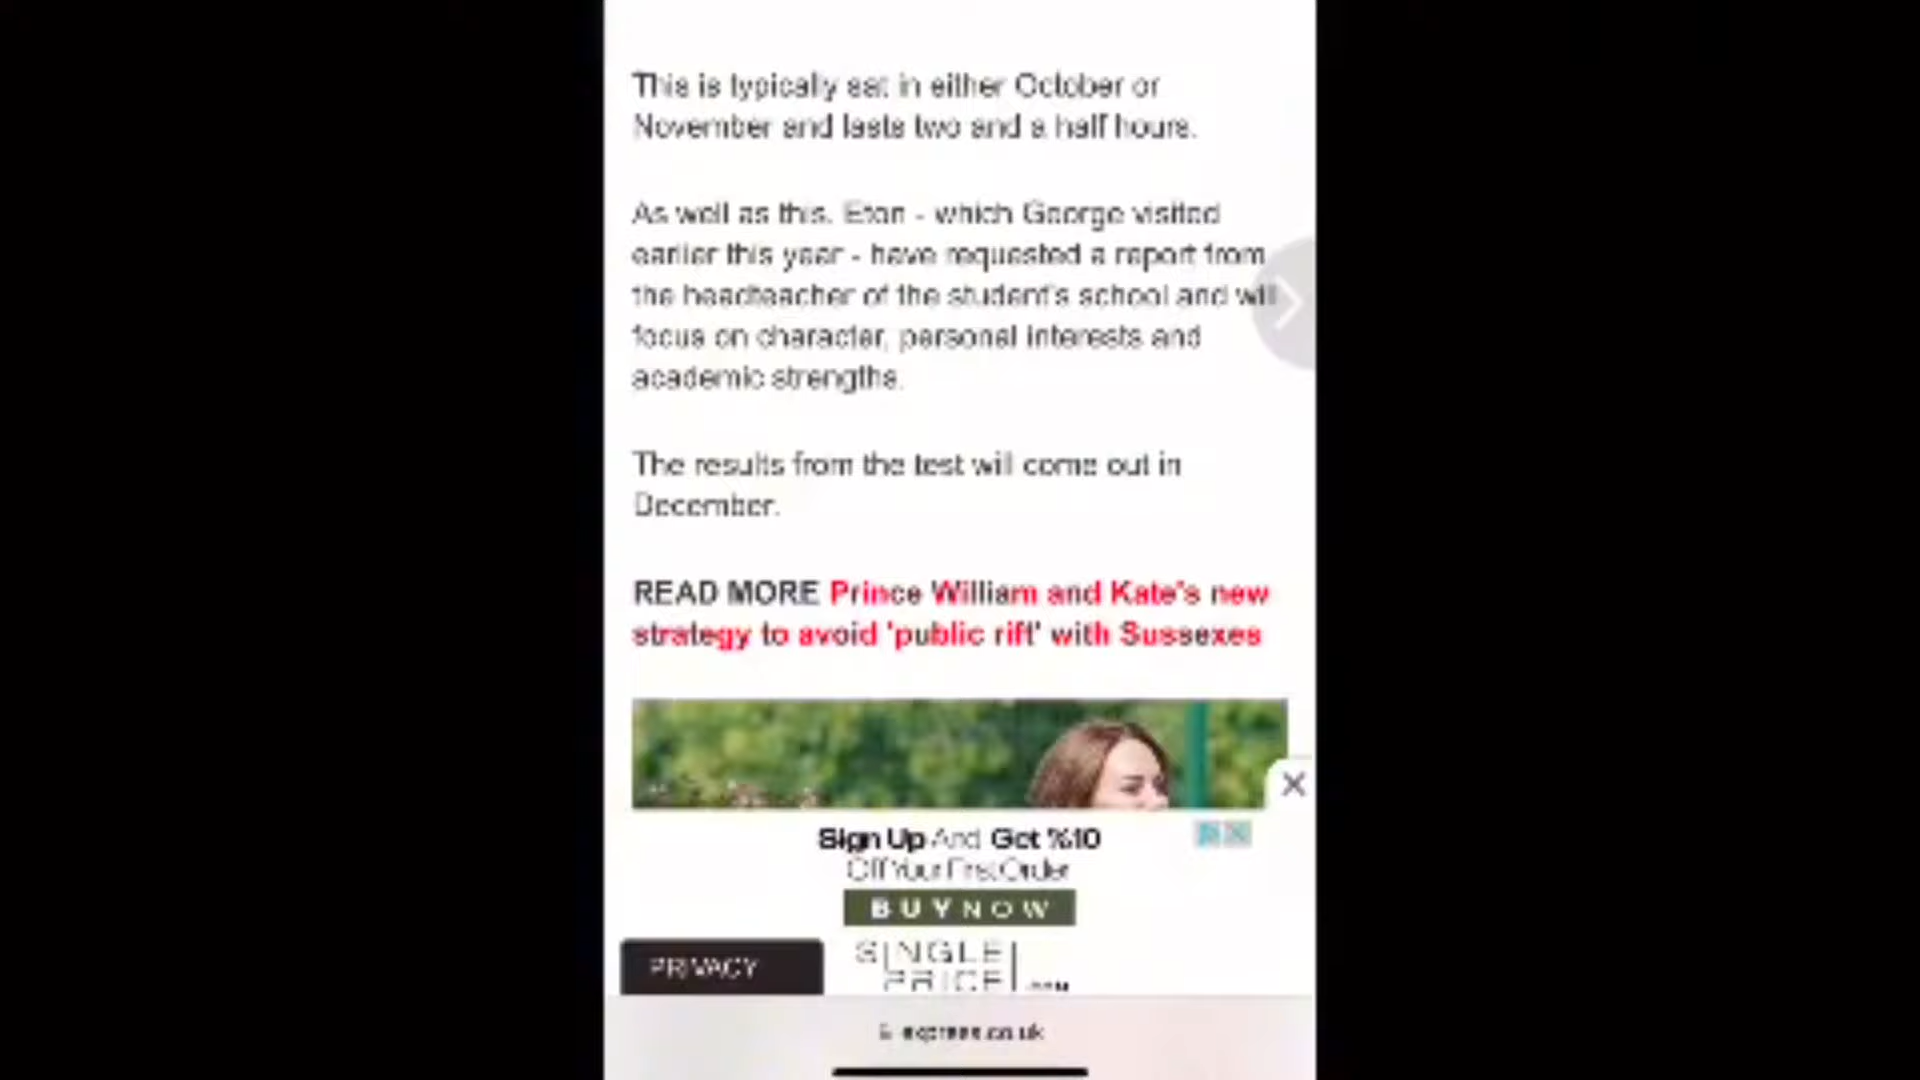 This is typically sat in either October or
November and lasts two and a half hours.
As well as this, Eton - which George visited
earlier this year - have requested a report from
the headteacher of the student's school and will
focus on character, personal interests and
academic strengths.
The results from the test will come out in
December.
READ MORE Prince William and Kate's new
strategy to avoid 'public rift' with Sussexes
Sign Up And Get %10
Off Your First Order
BUY NOW
SINGLE
PRICE
.COM
PRIVACY
express.co.uk